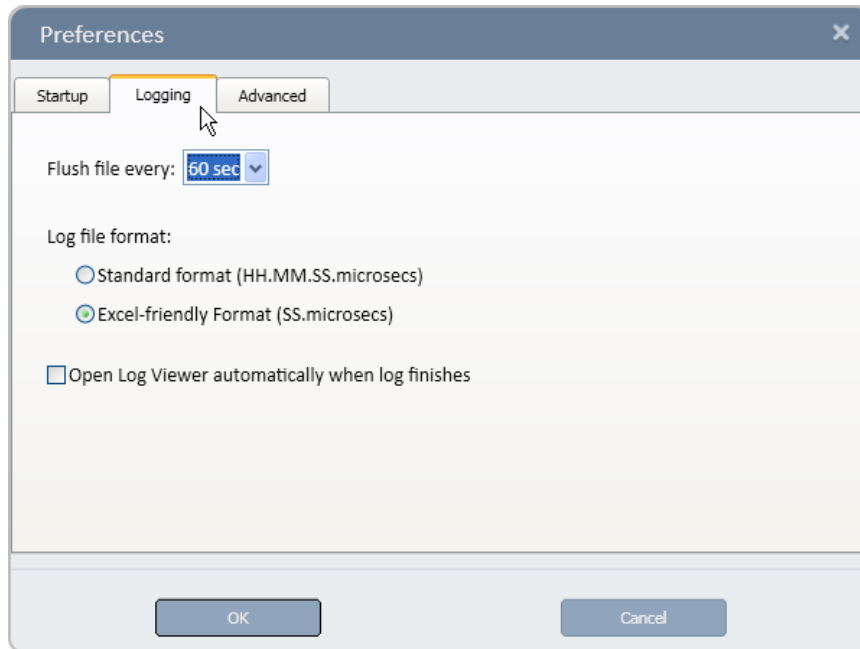 Preferences
Startup Logging Advanced
Flush file every: 60 sec
Log file format:
Standard format (HH.MM.SS.microsecs)
Excel-friendly Format (SS.microsecs)
Open Log Viewer automatically when log finishes
OK Cancel